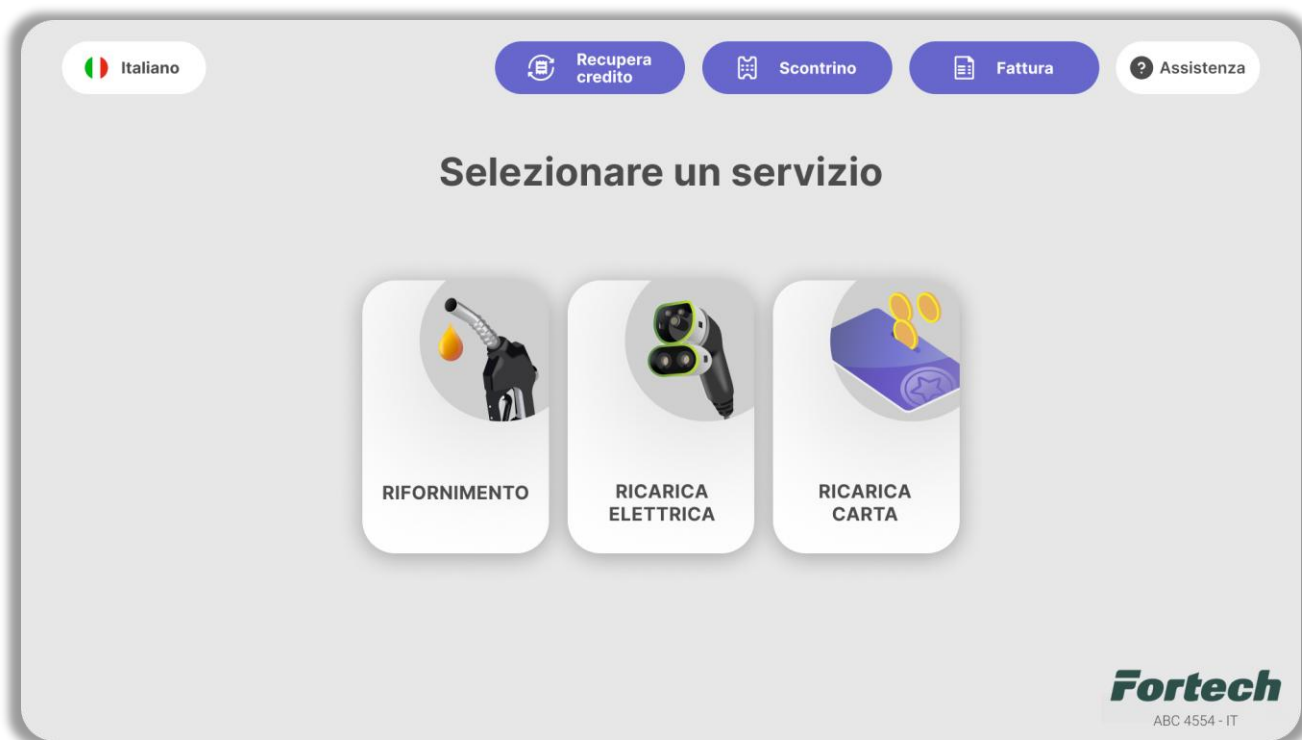 Italiano
Recupera
credito
Scontrino
Fattura
? Assistenza
Selezionare un servizio
RIFORNIMENTO
RICARICA
ELETTRICA
RICARICA
CARTA
Fortech
ABC 4554 - IT